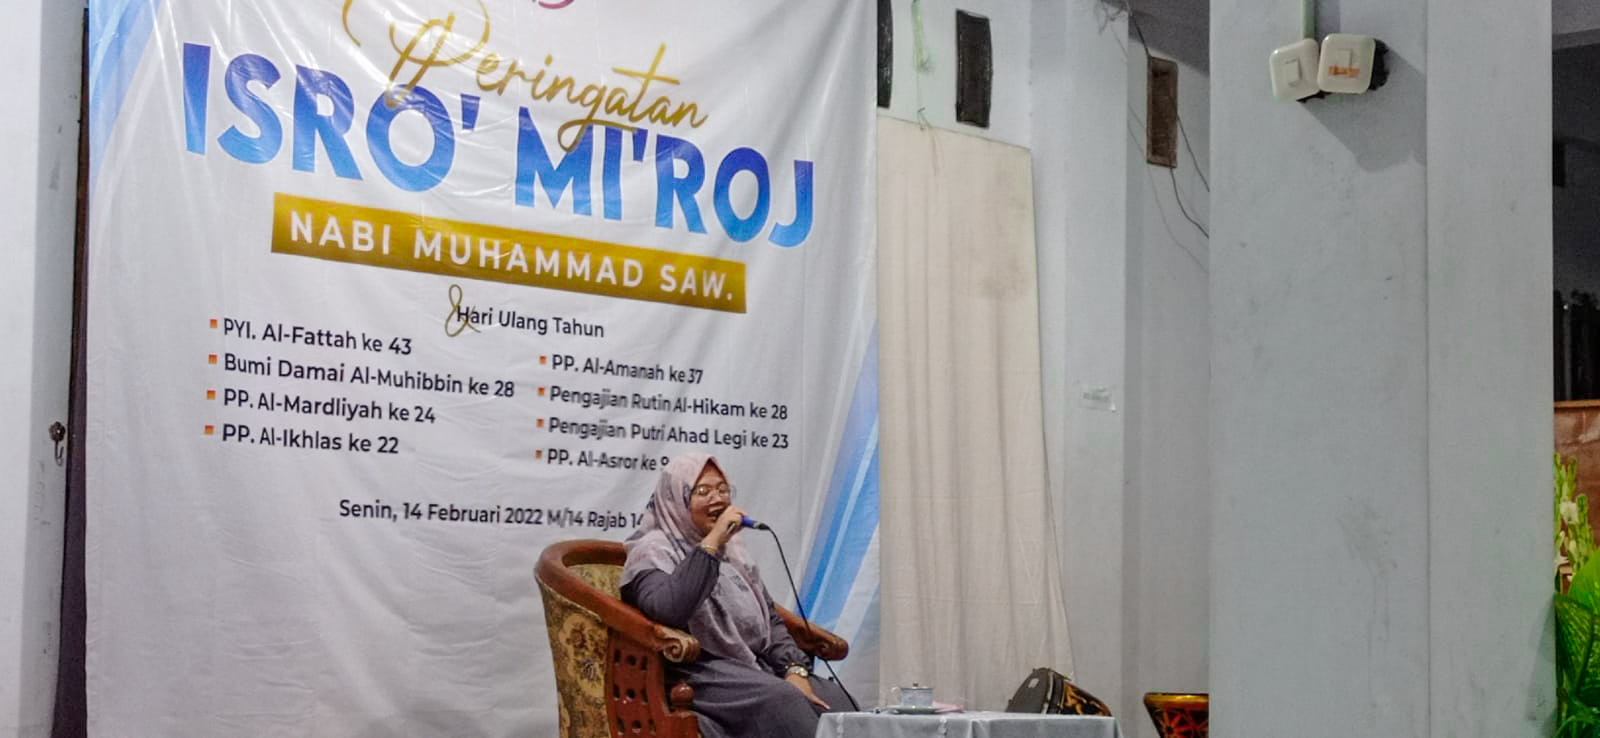 Peringatan
ISRO' MI'ROJ
NABI MUHAMMAD SAW.
& Hari Ulang Tahun
PYI. Al-Fattah ke 43
Bumi Damai Al-Muhibbin ke 28
PP. Al-Mardliyah ke 24
PP. Al-Ikhlas ke 22
PP. Al-Amanah ke 37
Pengajian Rutin Al-Hikam ke 28
Pengajian Putri Ahad Legi ke 23
PP. Al-Asror ke 9
Senin, 14 Februari 2022 M/14 Rajab 14